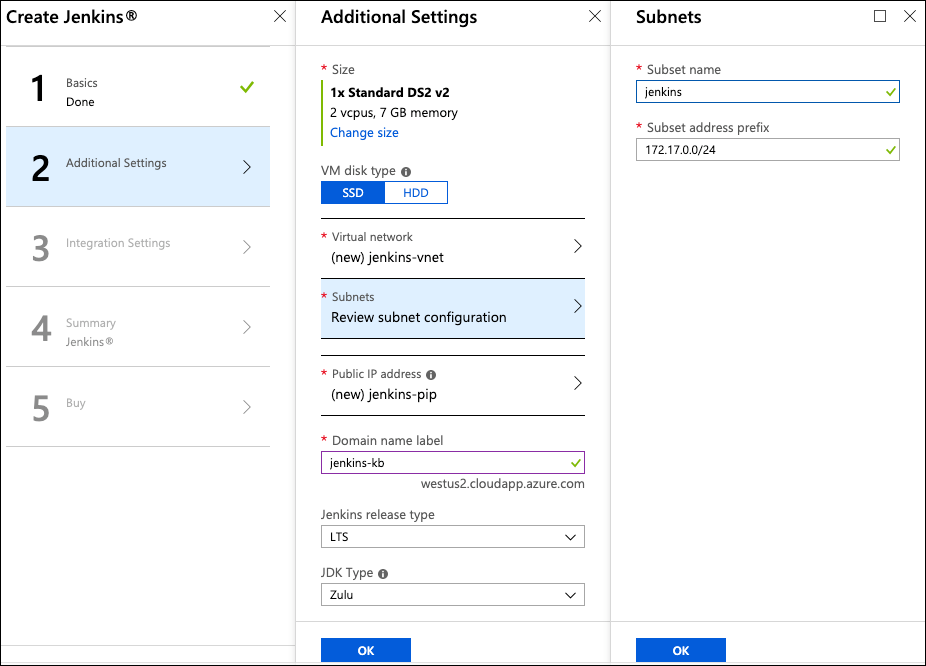 Create Jenkins®
1
Basics
Done
2
Additional Settings
3
Integration Settings
4
Summary
Jenkins®
5
Buy
Additional Settings
* Size
1x Standard DS2 v2
2 vcpus, 7 GB memory
Change size
VM disk type
SSD HDD
* Virtual network
(new) jenkins-vnet
* Subnets
Review subnet configuration
* Public IP address
(new) jenkins-pip
* Domain name label
jenkins-kb
westus2.cloudapp.azure.com
Jenkins release type
LTS
JDK Type
Zulu
OK
Subnets
* Subset name
jenkins
* Subset address prefix
172.17.0.0/24
OK